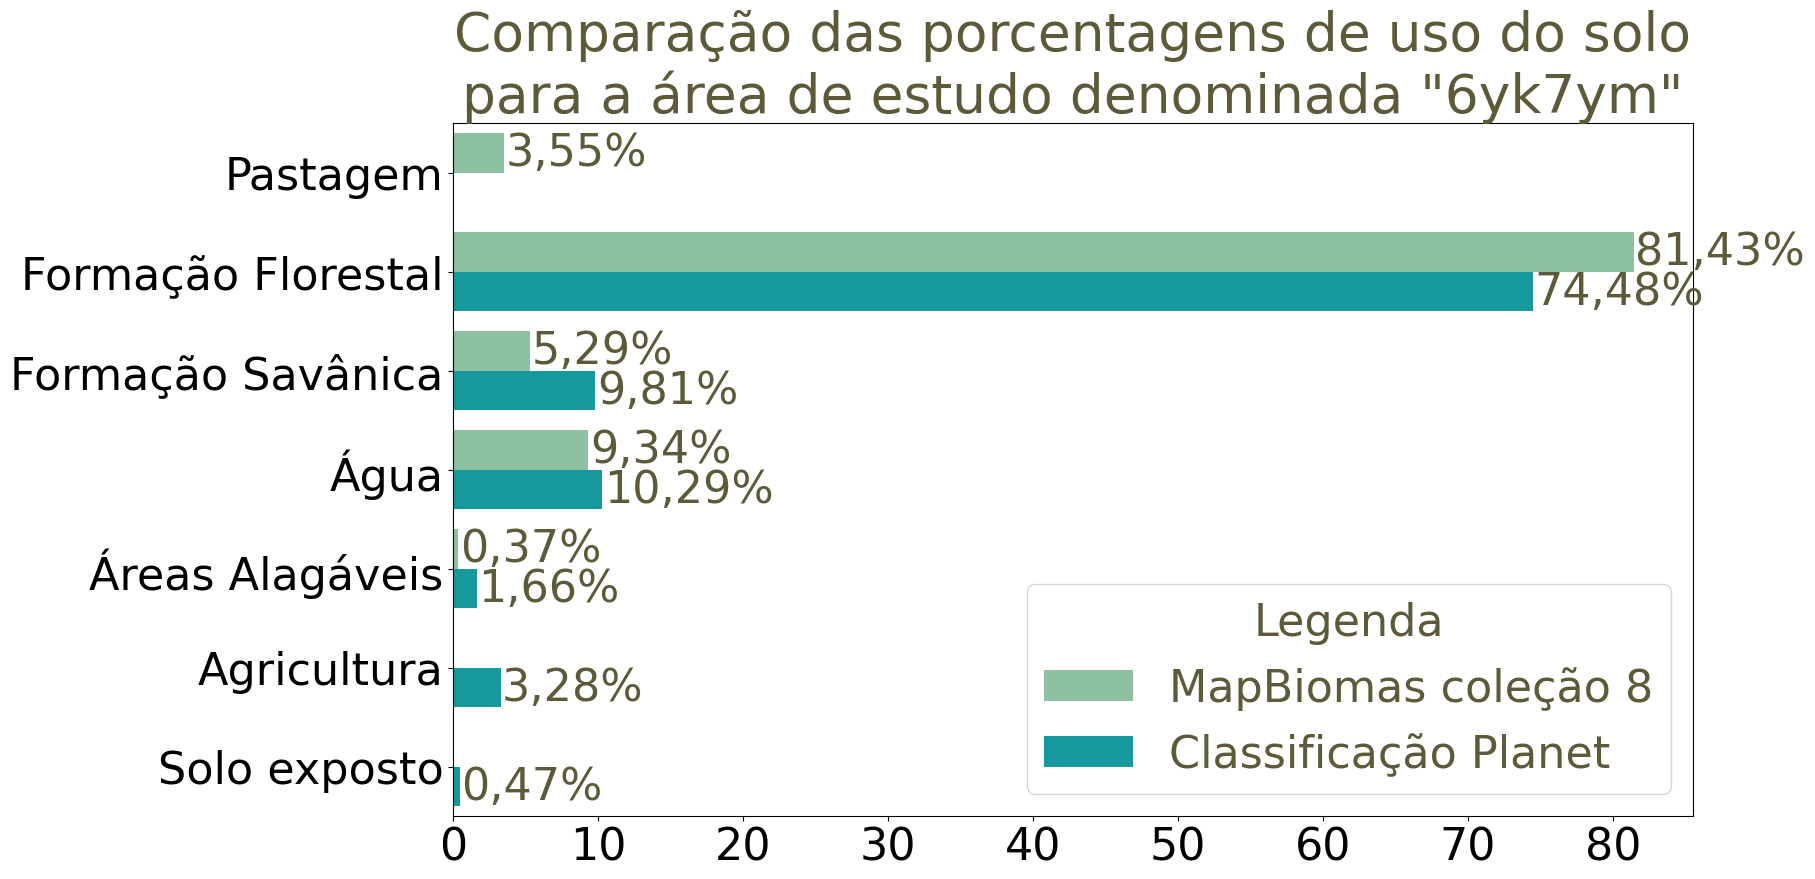 Comparação das porcentagens de uso do solo
para a área de estudo denominada "6yk7ym"
Pastagem
3,55%
Formação Florestal
81,43%
74,48%
Formação Savânica
5,29%
9,81%
Água
9,34%
10,29%
Áreas Alagáveis
0,37%
1,66%
Agricultura
3,28%
Solo exposto
0,47%
Legenda
MapBiomas coleção 8
Classificação Planet
0 10 20 30 40 50 60 70 80